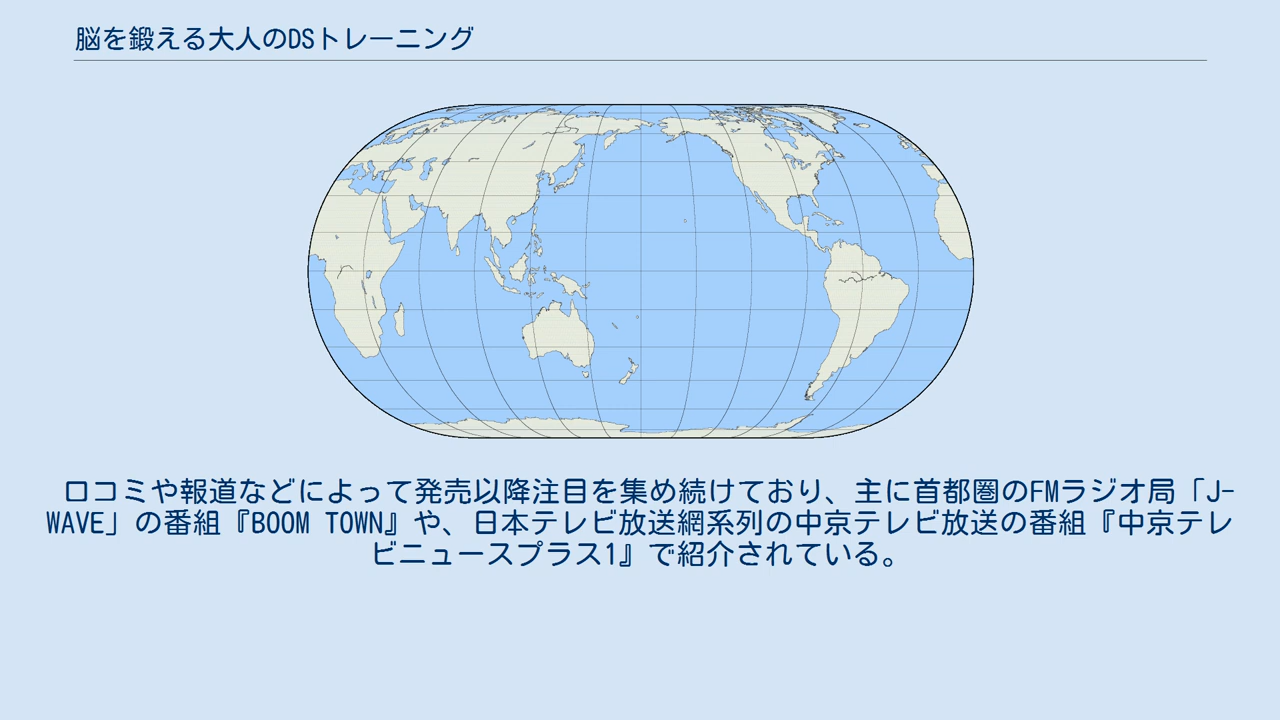 脳を鍛える大人のDSトレーニング
口コミや報道などによって発売以降注目を集め続けており、主に首都圏のFMラジオ局「J-
WAVE」の番組『BOOM TOWN』や、日本テレビ放送網系列の中京テレビ放送の番組『中京テレ
ビニュースプラス1』で紹介されている。